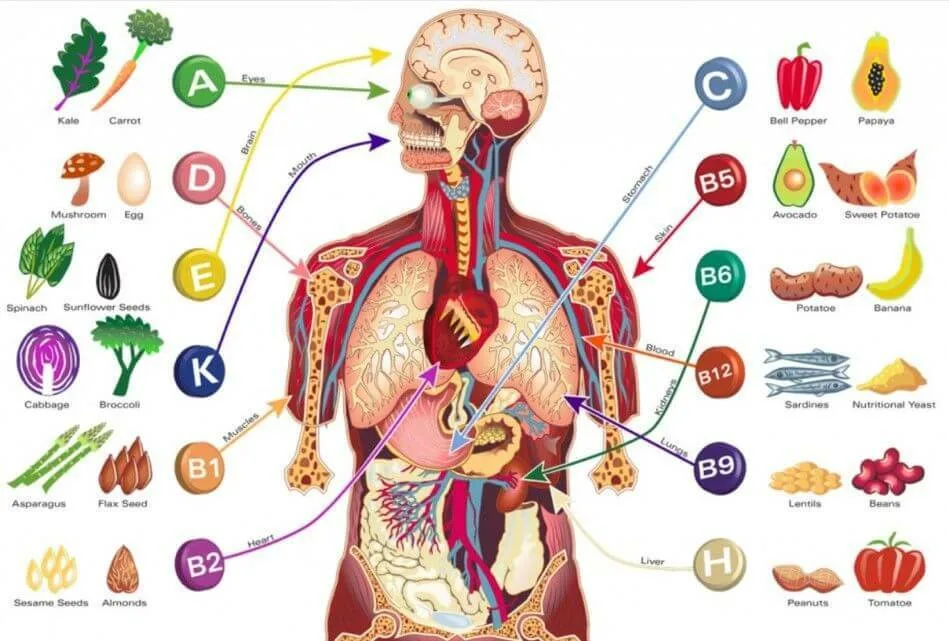 Kale
Carrot
A
Eyes
Brain
Mouth
C
Stomach
Bell Pepper
Papaya
Mushroom
Egg
D
Bones
B5
Skin
Avocado
Sweet Potatoe
Spinach
Sunflower Seeds
E
B6
Kidneys
Potatoe
Banana
Cabbage
Broccoli
K
Blood
B12
Sardines
Nutritional Yeast
Asparagus
Flax Seed
B1
Muscles
Lungs
B9
Lentils
Beans
Sesame Seeds
Almonds
B2
Heart
Liver
H
Peanuts
Tomatoe